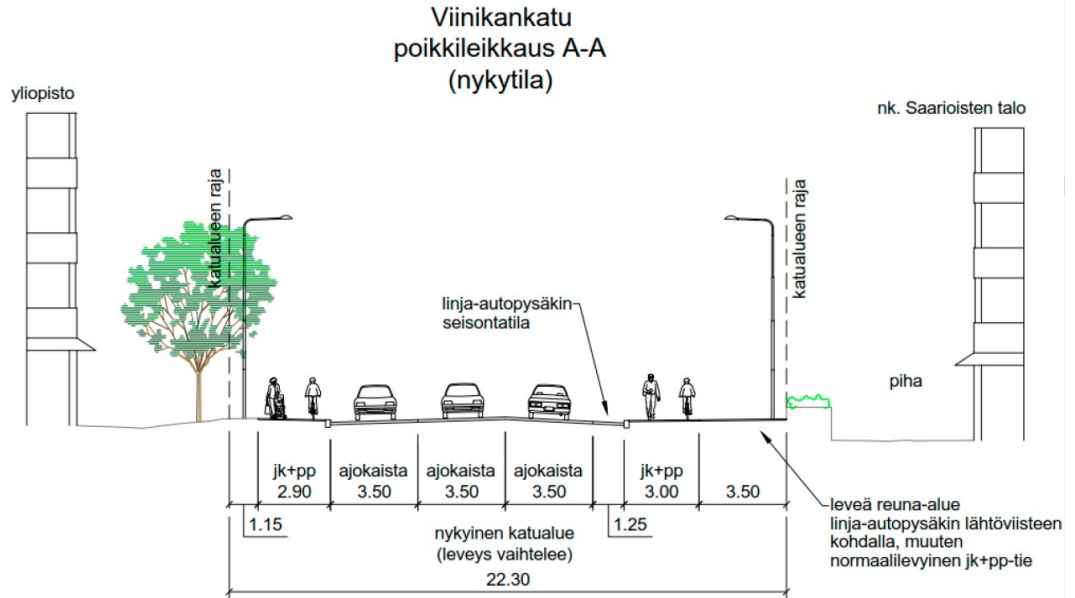 Viinikankatu
poikkileikkaus A-A
(nykytila)
yliopisto
nk. Saarioisten talo
katualueen raja
katualueen raja
linja-autopysäkin
seisontatila
piha
jk+pp
2.90
ajokaista
3.50
ajokaista
3.50
ajokaista
3.50
jk+pp
3.00
3.50
1.15
1.25
nykyinen katualue
(leveys vaihtelee)
22.30
leveä reuna-alue
linja-autopysäkin lähtöviisteen
kohdalla, muuten
normaalilevyinen jk+pp-tie